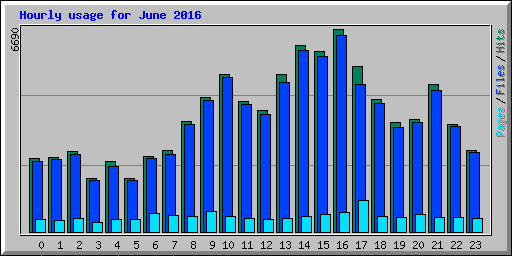 Hourly usage for June 2016
6690
Pages/Files/Hits
0 1 2 3 4 5 6 7 8 9 10 11 12 13 14 15 16 17 18 19 20 21 22 23